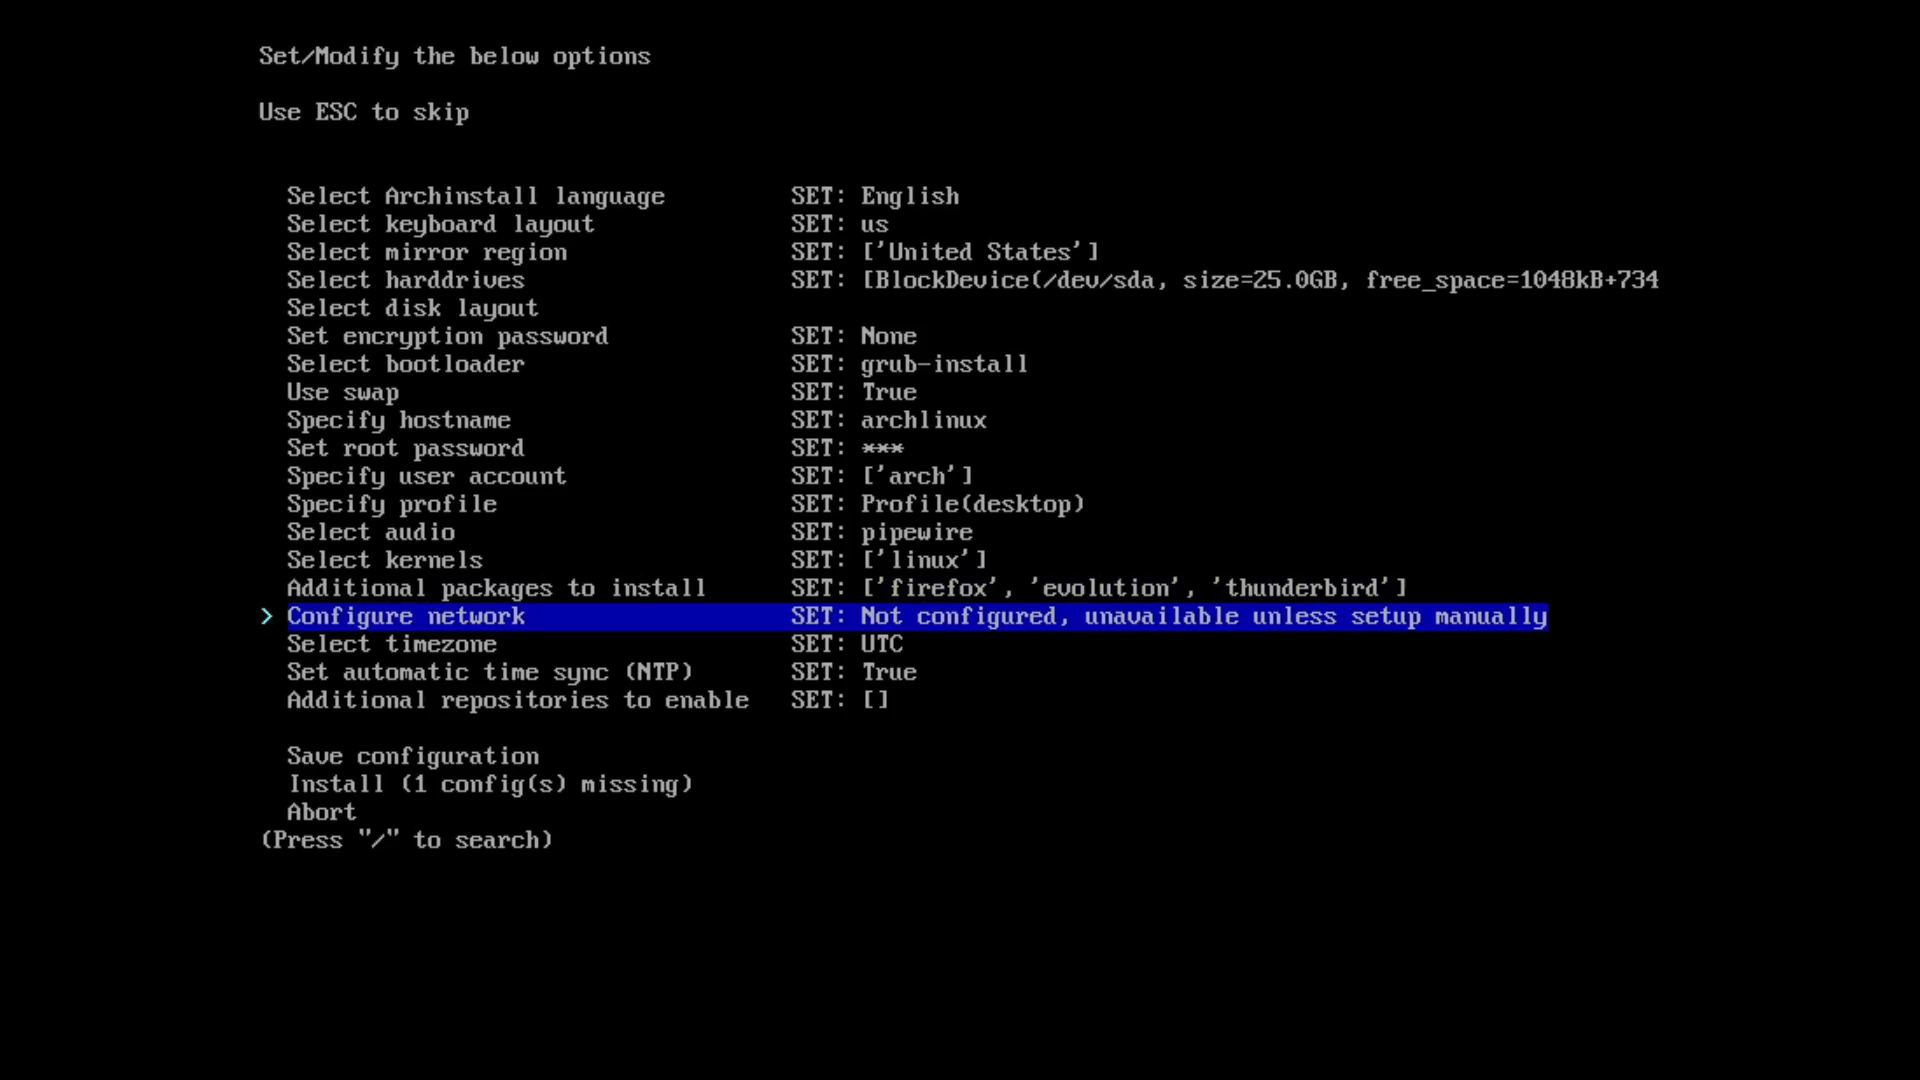 Set/Modify the below options
Use ESC to skip
Select Archinstall language SET: English
Select keyboard layout SET: us
Select mirror region SET: ['United States']
Select harddrives SET: [BlockDevice(/dev/sda, size=25.0GB, free_space=1048kB+734
Select disk layout
Set encryption password SET: None
Select bootloader SET: grub-install
Use swap SET: True
Specify hostname SET: archlinux
Set root password SET: ***
Specify user account SET: ['arch']
Specify profile SET: Profile(desktop)
Select audio SET: pipewire
Select kernels SET: ['linux']
Additional packages to install SET: ['firefox', 'evolution', 'thunderbird']
> Configure network SET: Not configured, unavailable unless setup manually
Select timezone SET: UTC
Set automatic time sync (NTP) SET: True
Additional repositories to enable SET: []
Save configuration
Install (1 config(s) missing)
Abort
(Press "/" to search)